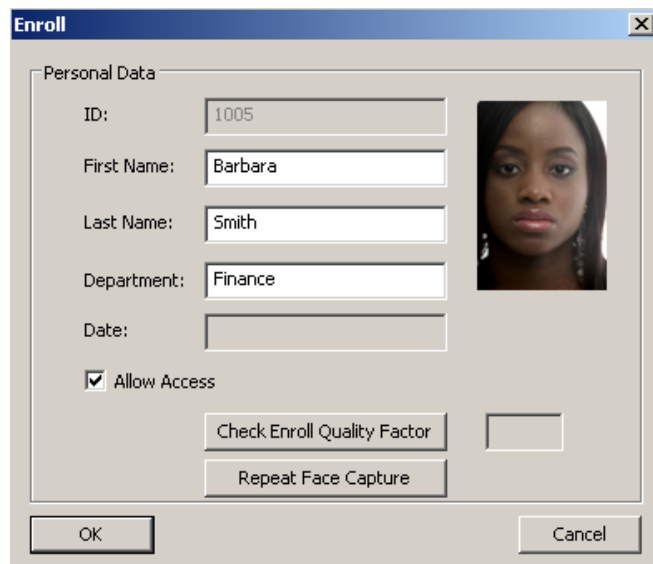 Enroll
Personal Data
ID: 1005
First Name: Barbara
Last Name: Smith
Department: Finance
Date:
Allow Access
Check Enroll Quality Factor
Repeat Face Capture
OK Cancel